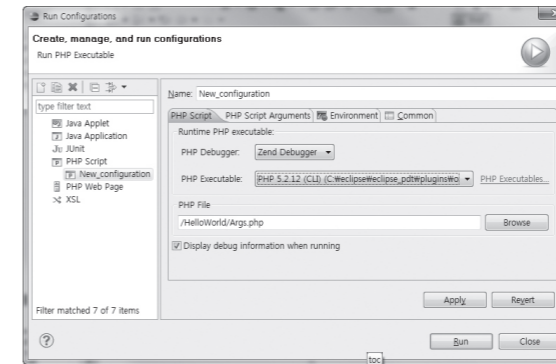 Run Configurations
Create, manage, and run configurations
Run PHP Executable
type filter text
Java Applet
Java Application
Ju JUnit
PHP Script
New_configuration
PHP Web Page
XSL
Filter matched 7 of 7 items
Name: New_configuration
PHP Script PHP Script Arguments Environment Common
Runtime PHP executable:
PHP Debugger: Zend Debugger
PHP Executable: PHP 5.2.12 (CLI) (C:₩eclipse₩eclipse_pdt₩plugins₩o PHP Executables...
PHP File
/HelloWorld/Args.php Browse
Display debug information when running
Apply Revert
Run Close
toc